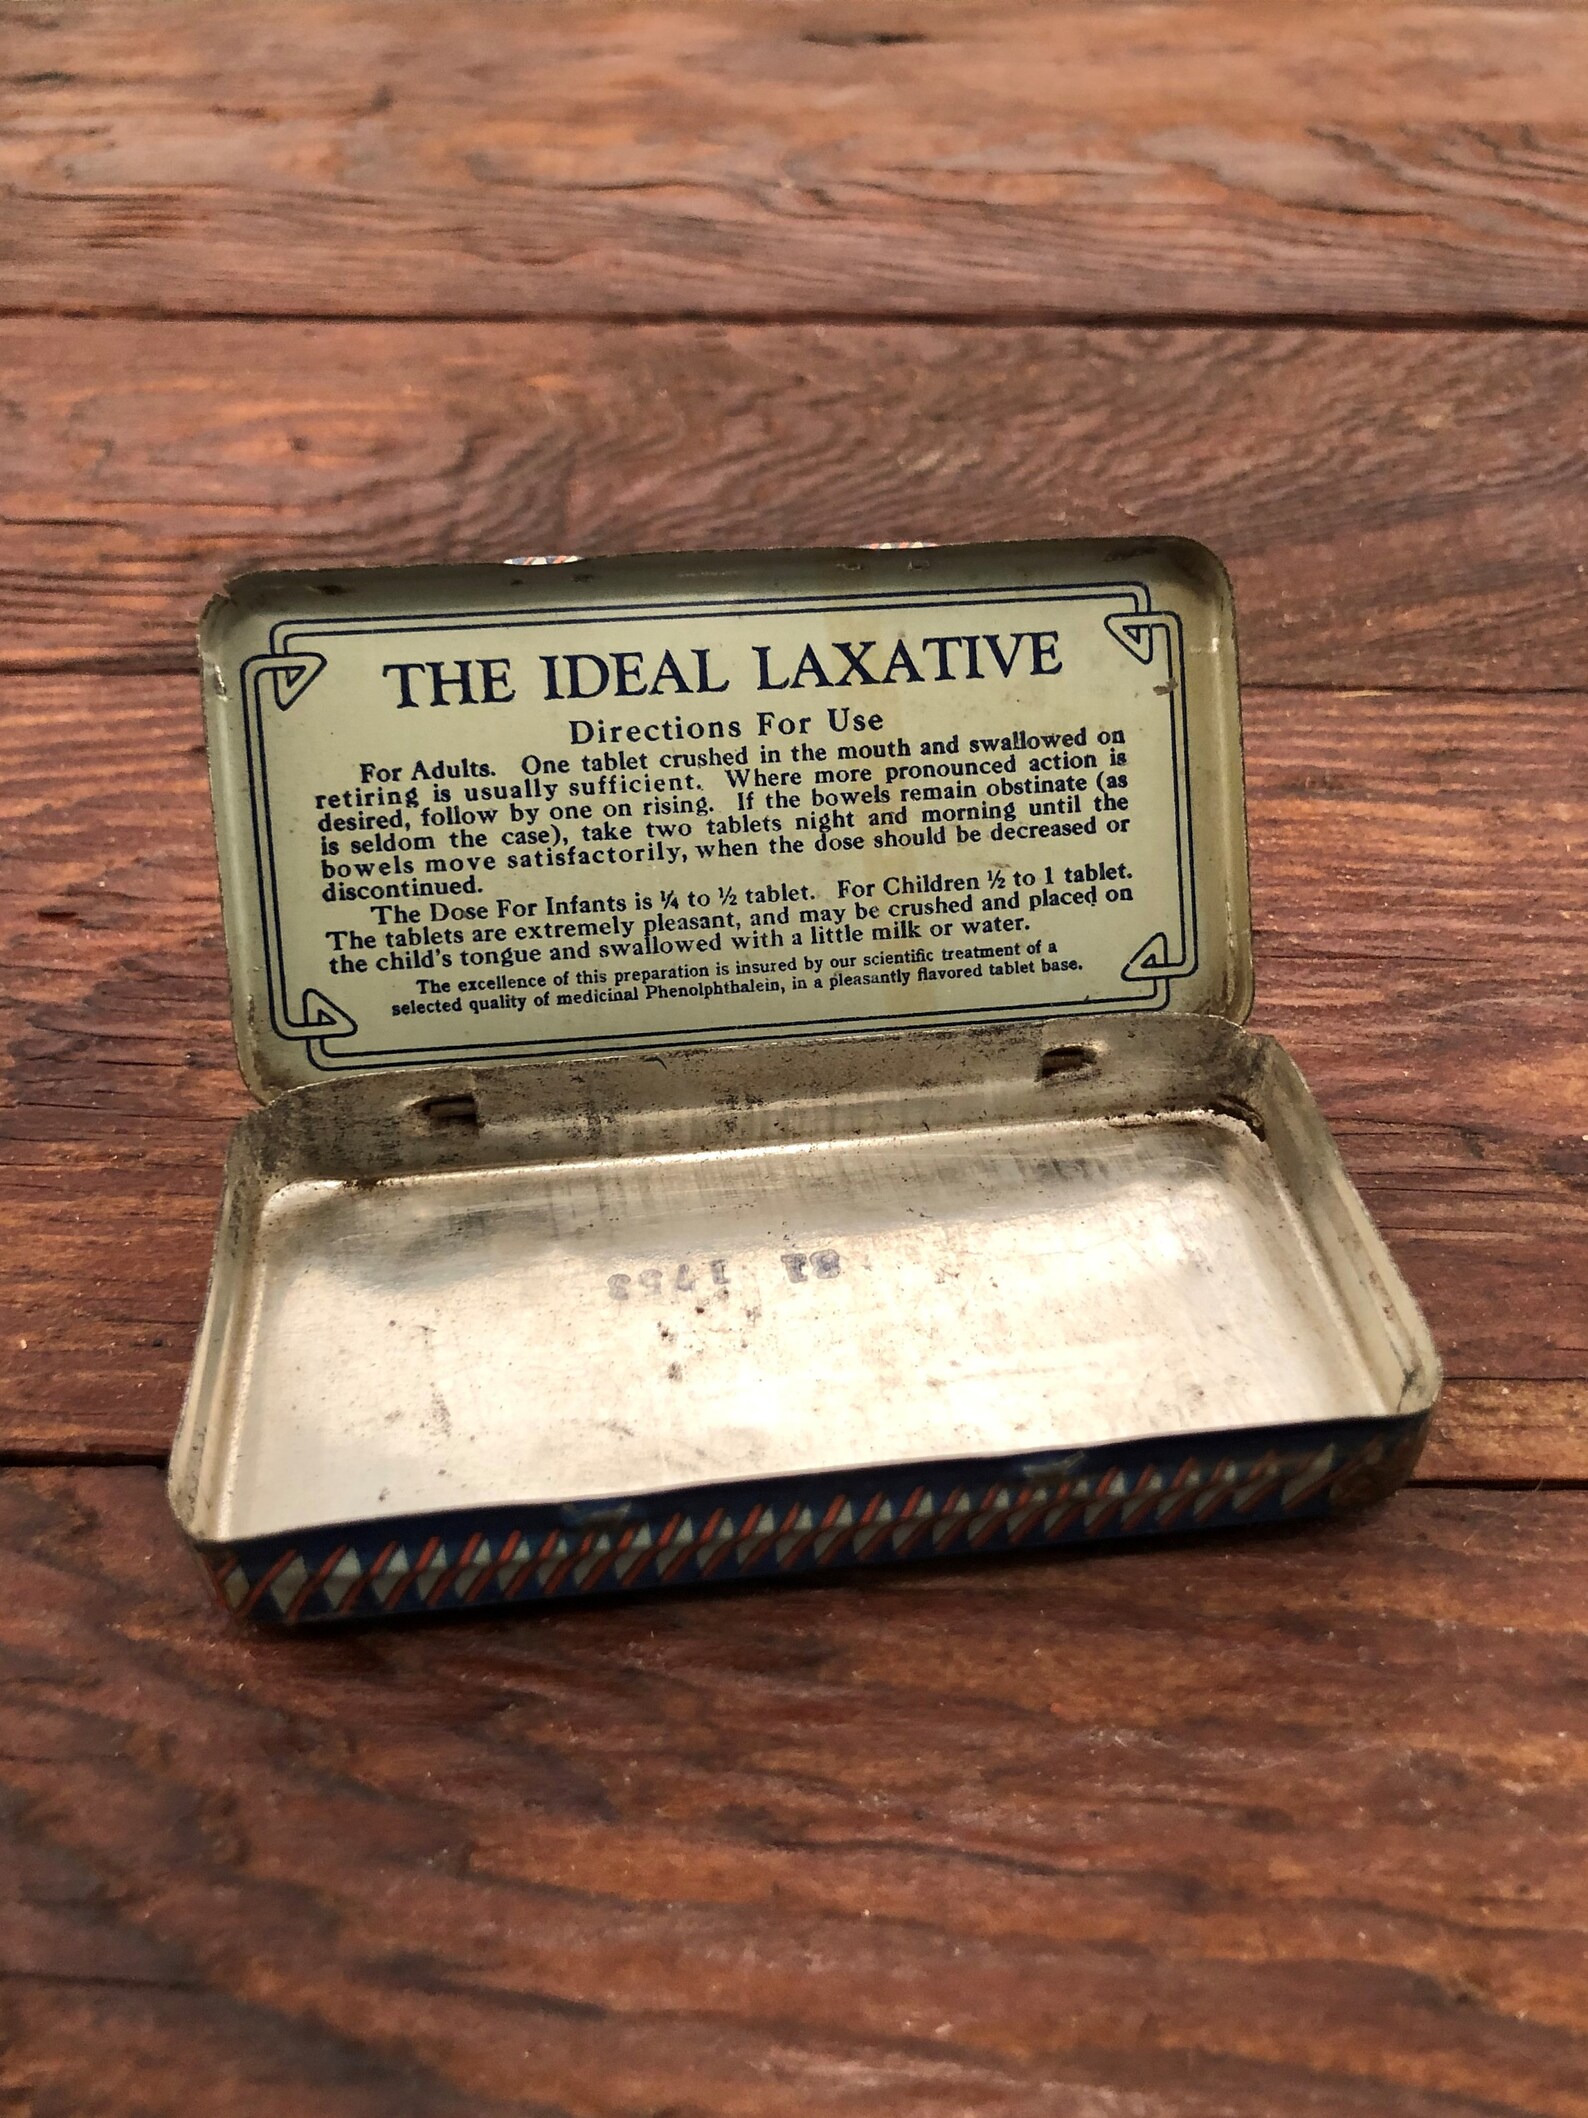 THE IDEAL LAXATIVE
Directions For Use
For Adults. One tablet crushed in the mouth and swallowed on
retiring is usually sufficient. Where more pronounced action is
desired, follow by one on rising. If the bowels remain obstinate (as
is seldom the case), take two tablets night and morning until the
bowels move satisfactorily, when the dose should be decreased or
discontinued.
The Dose For Infants is ¼ to ½ tablet. For Children ½ to 1 tablet.
The tablets are extremely pleasant, and may be crushed and placed on
the child's tongue and swallowed with a little milk or water.
The excellence of this preparation is insured by our scientific treatment of a
selected quality of medicinal Phenolphthalein, in a pleasantly flavored tablet base.